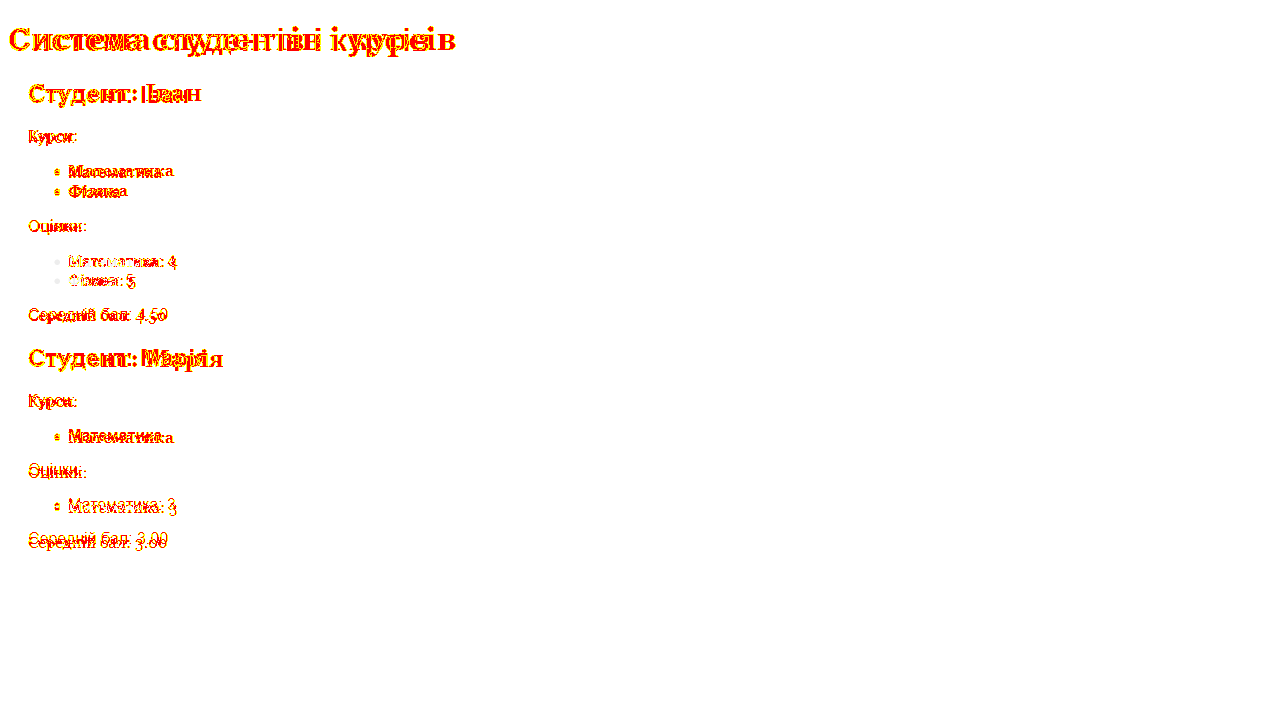 Система студентів і курсів
Студент: Іван
Курси:
Математика
Фізика
Оцінки:
Математика: 4
Фізика: 5
Середній бал: 4.50
Студент: Марія
Курси:
Математика
Оцінки:
Математика: 3
Середній бал: 3.00